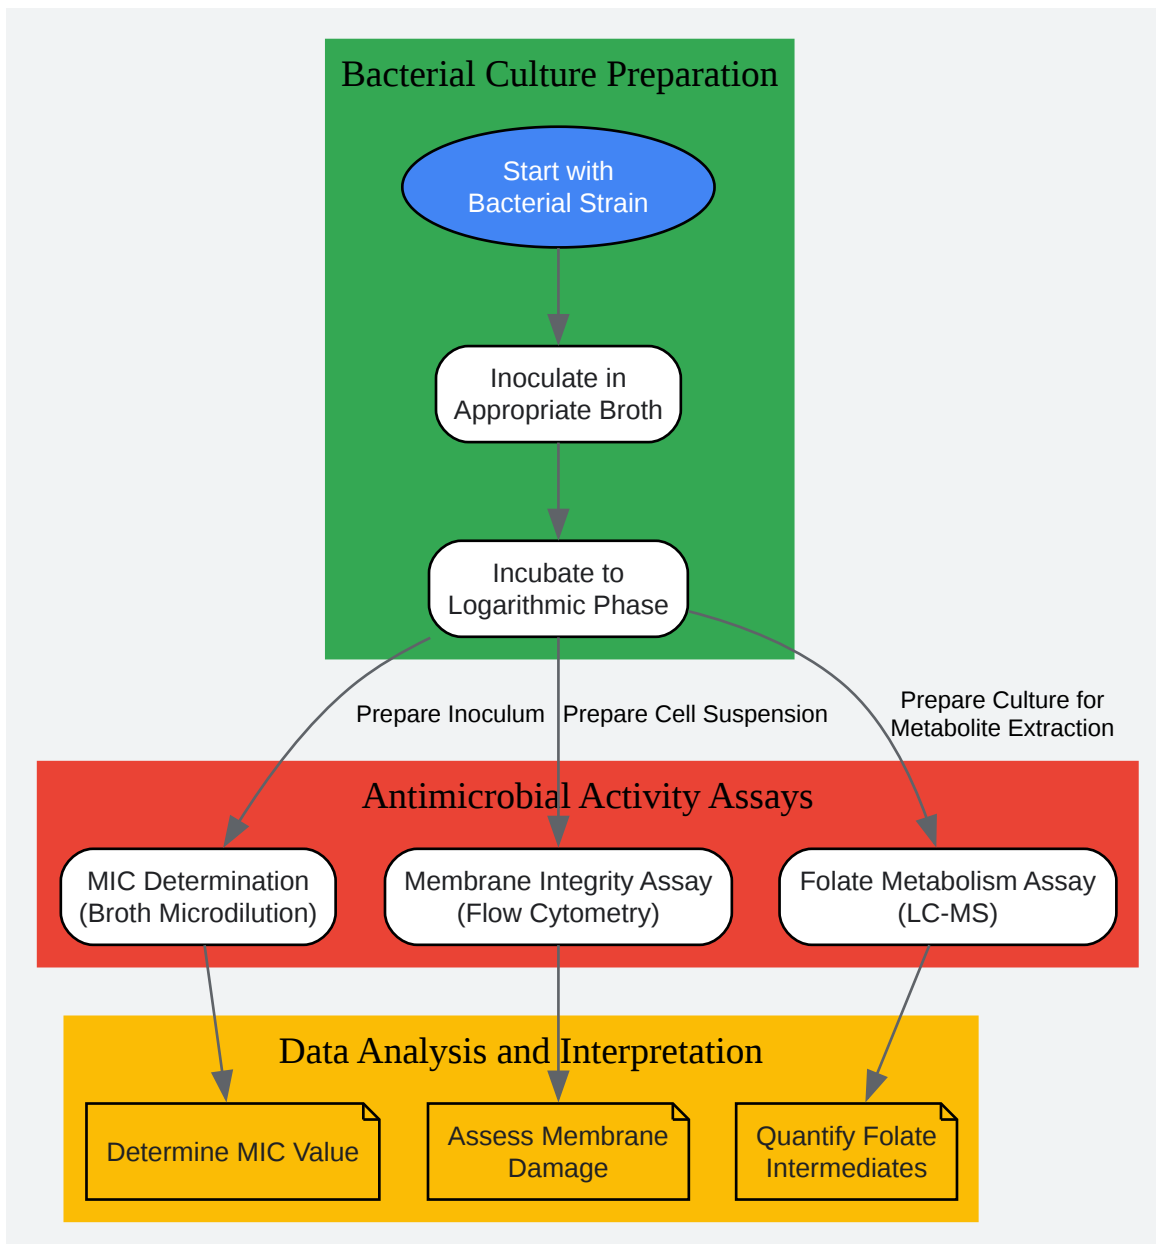 Bacterial Culture Preparation
Start with
Bacterial Strain
Inoculate in
Appropriate Broth
Incubate to
Logarithmic Phase
Prepare Inoculum
Prepare Cell Suspension
Prepare Culture for
Metabolite Extraction
Antimicrobial Activity Assays
MIC Determination
(Broth Microdilution)
Membrane Integrity Assay
(Flow Cytometry)
Folate Metabolism Assay
(LC-MS)
Data Analysis and Interpretation
Determine MIC Value
Assess Membrane
Damage
Quantify Folate
Intermediates